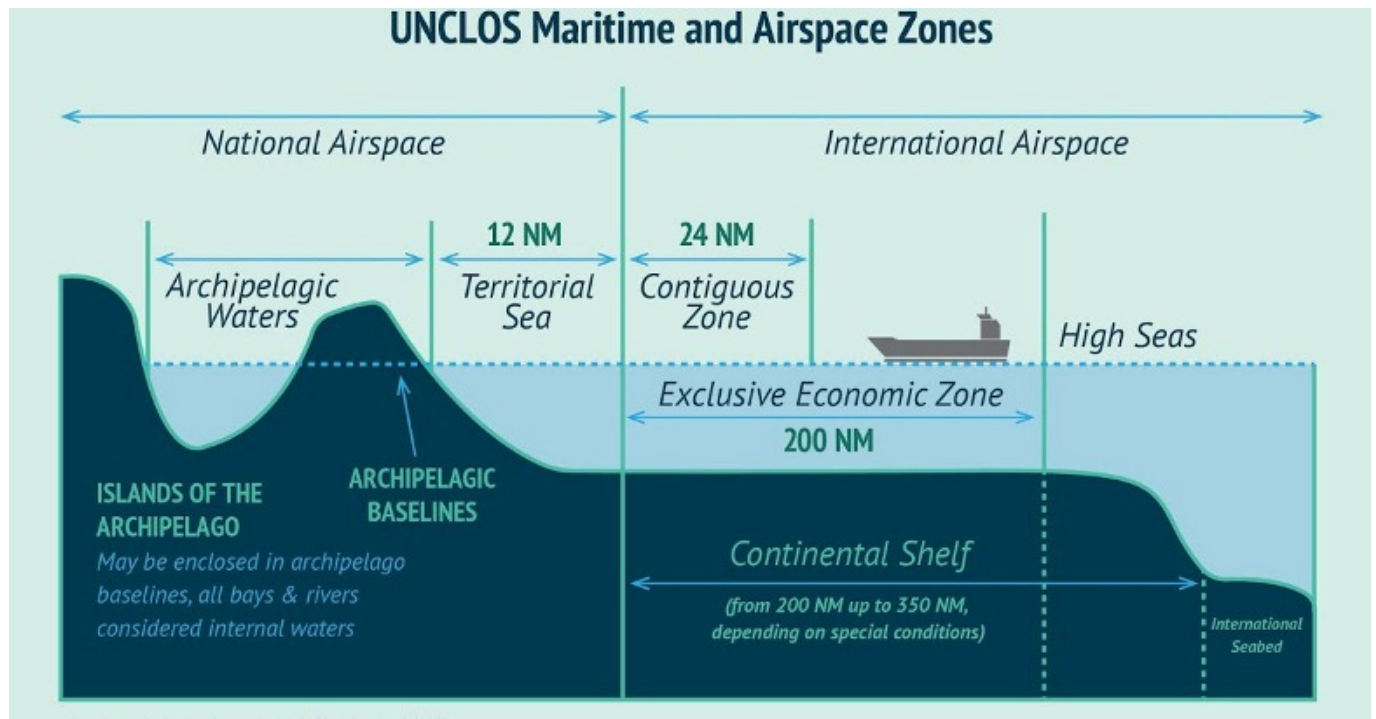 UNCLOS Maritime and Airspace Zones
National Airspace
International Airspace
12 NM
24 NM
Archipelagic
Waters
Territorial
Sea
Contiguous
Zone
High Seas
Exclusive Economic Zone
200 NM
ARCHIPELAGIC
BASELINES
ISLANDS OF THE
ARCHIPELAGO
May be enclosed in archipelago
baselines, all bays & rivers
considered internal waters
Continental Shelf
(from 200 NM up to 350 NM,
depending on special conditions)
International
Seabed